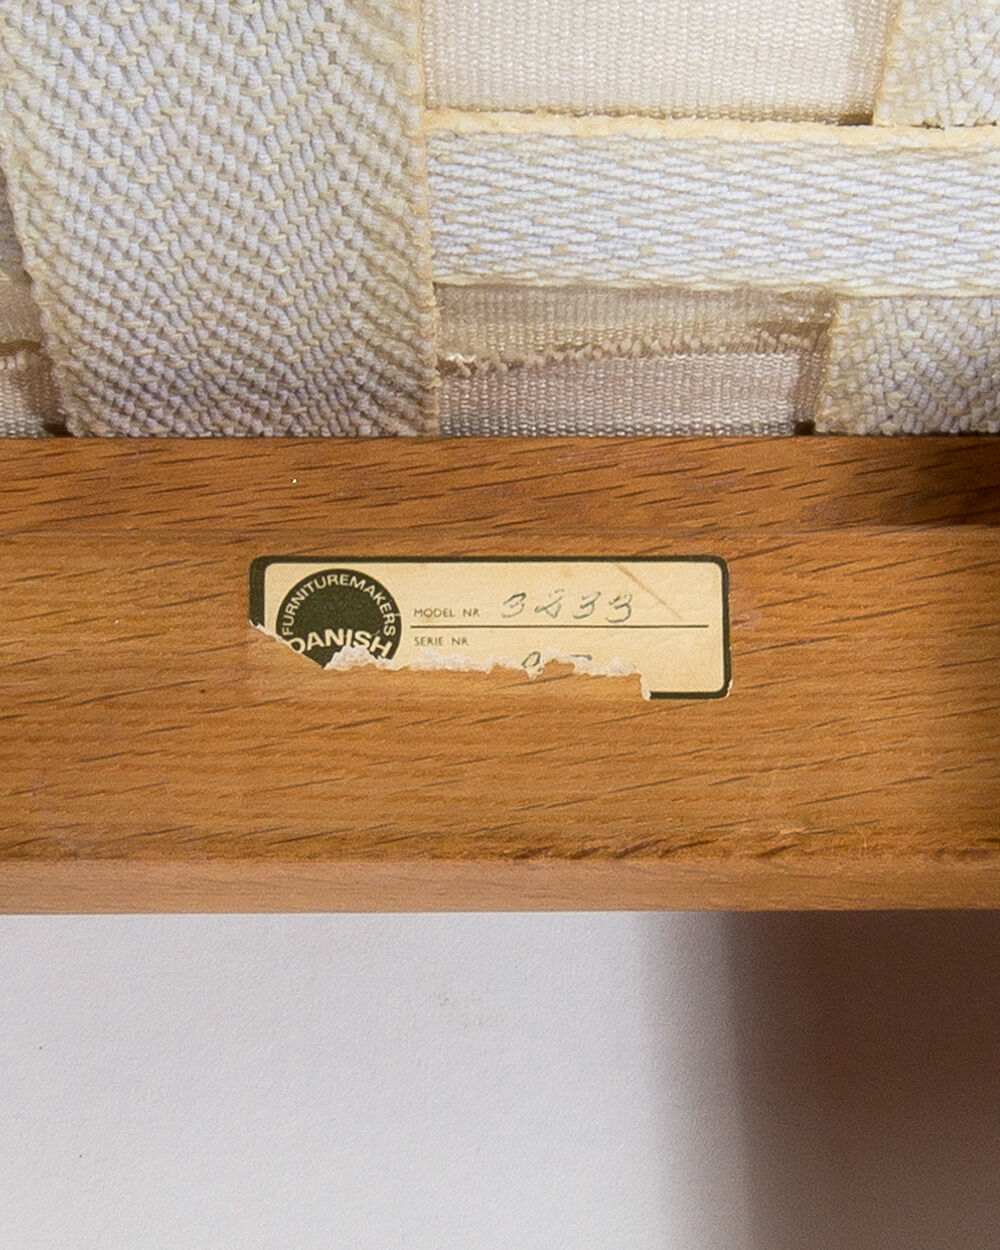 FURNITUREMAKERS
DANISH
MODEL NR 3233
SERIE NR